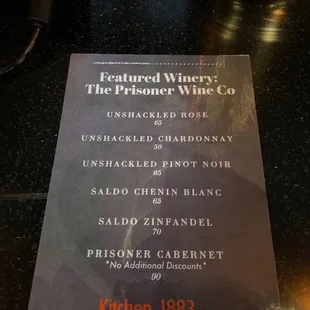 Featured Winery:
The Prisoner Wine Co
UNSHACKLED ROSE
65
UNSHACKLED CHARDONNAY
50
UNSHACKLED PINOT NOIR
65
SALDO CHENIN BLANC
65
SALDO ZINFANDEL
70
PRISONER CABERNET
*No Additional Discounts*
90
Kitchen 1883